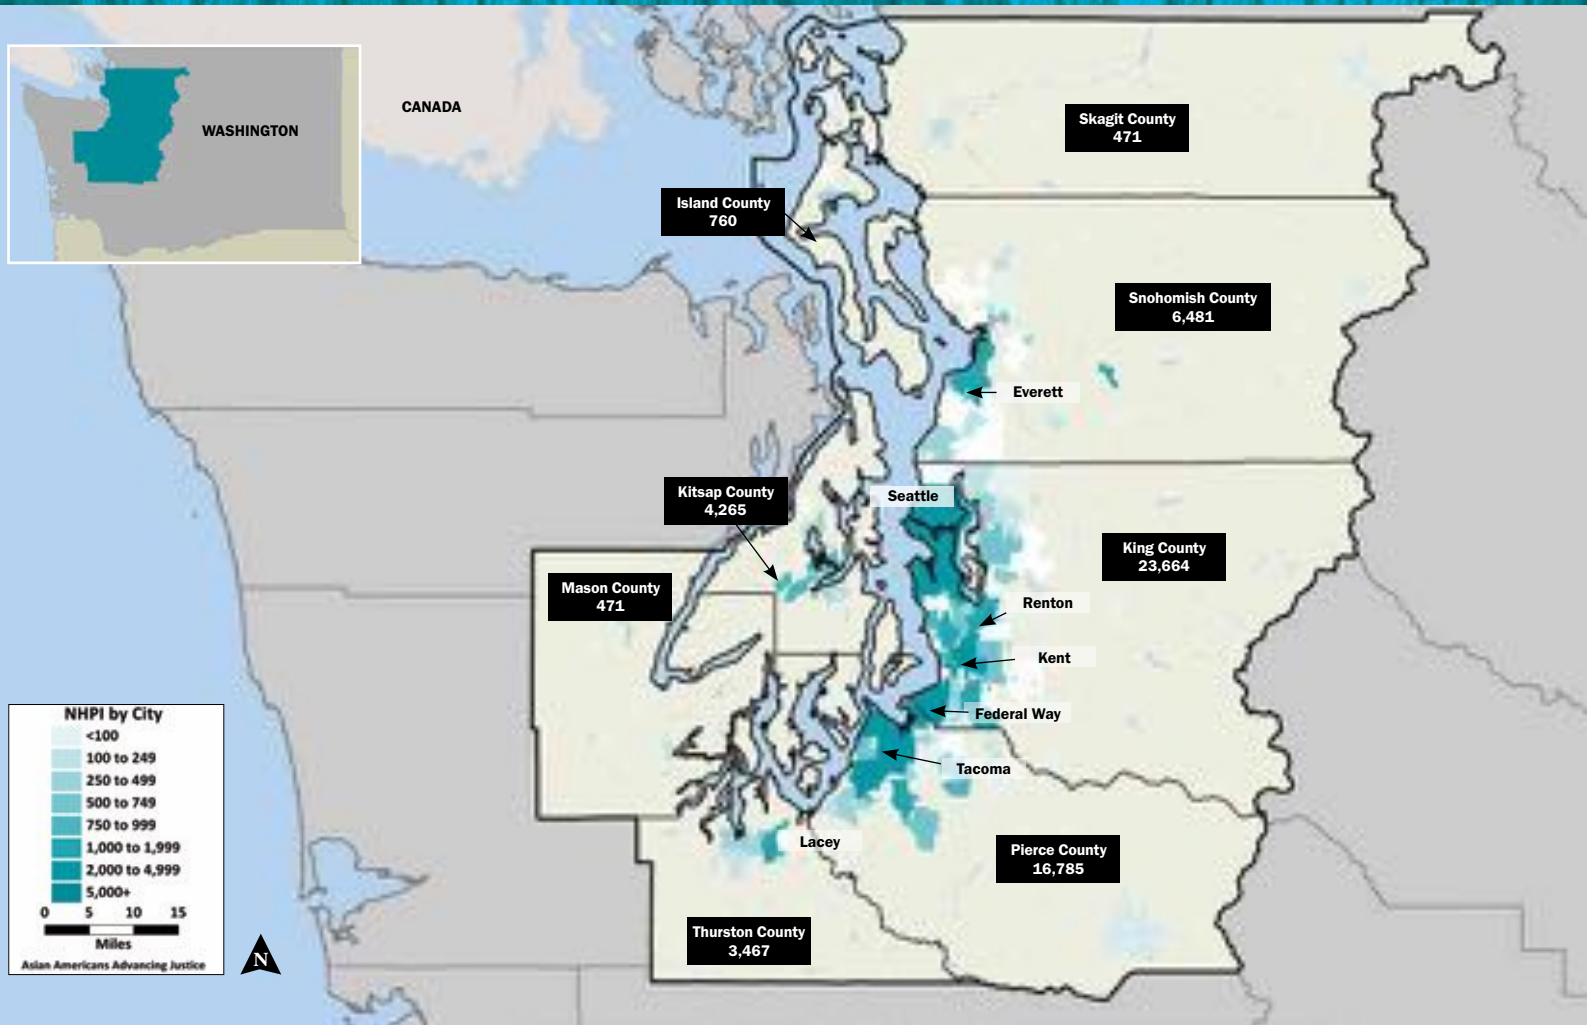 CANADA
WASHINGTON
Skagit County
471
Island County
760
Snohomish County
6,481
Everett
Kitsap County
4,265
Seattle
King County
23,664
Mason County
471
Renton
Kent
Federal Way
Tacoma
Lacey
Pierce County
16,785
Thurston County
3,467
NHPI by City
<100
100 to 249
250 to 499
500 to 749
750 to 999
1,000 to 1,999
2,000 to 4,999
5,000+
0 5 10 15
Miles
Asian Americans Advancing Justice
N